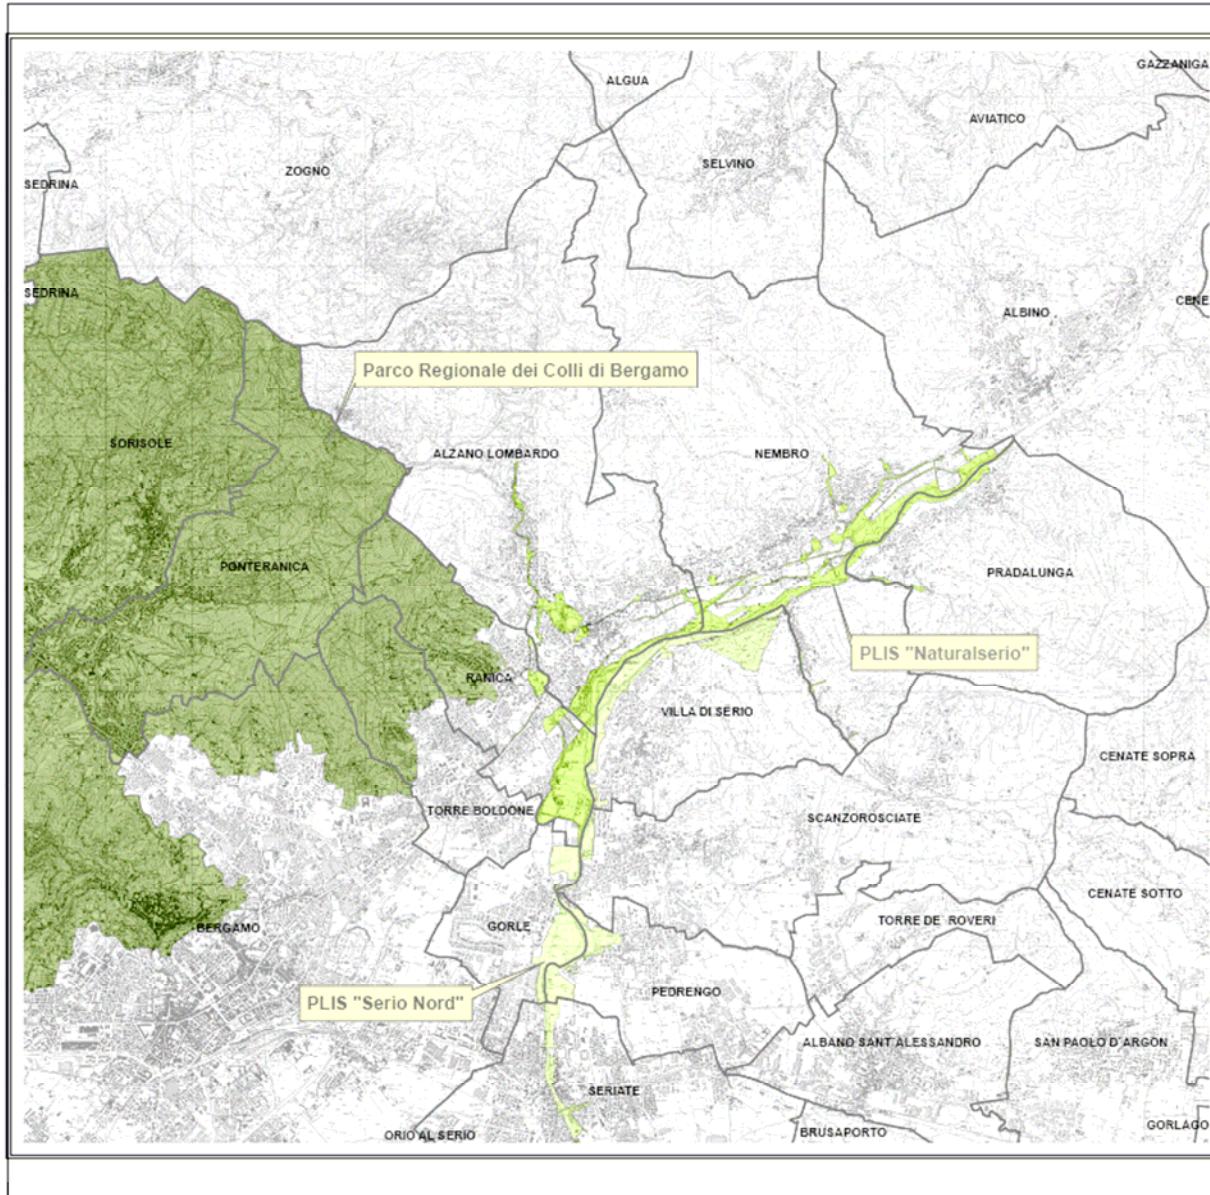 GAZZANIGA
ALGUA
AVIATICO
SELVINO
ZOGNO
SEDRINA
SEDRINA
CENE
ALBINO
Parco Regionale dei Colli di Bergamo
SORISOLE
ALZANO LOMBARDO
NEMBRO
PONTERANICA
PRADALUNGA
PLIS "Naturalserio"
RANICA
VILLA DI SERIO
CENATE SOPRA
TORRE BOLDONE
SCANZOROSCIATE
CENATE SOTTO
TORRE DE' ROVERI
BERGAMO
GORLE
PLIS "Serio Nord"
PEDRENGO
ALBANO SANT'ALESSANDRO
SAN PAOLO D'ARGON
SERIATE
ORIO AL SERIO
BRUSAPORTO
GORLAGO